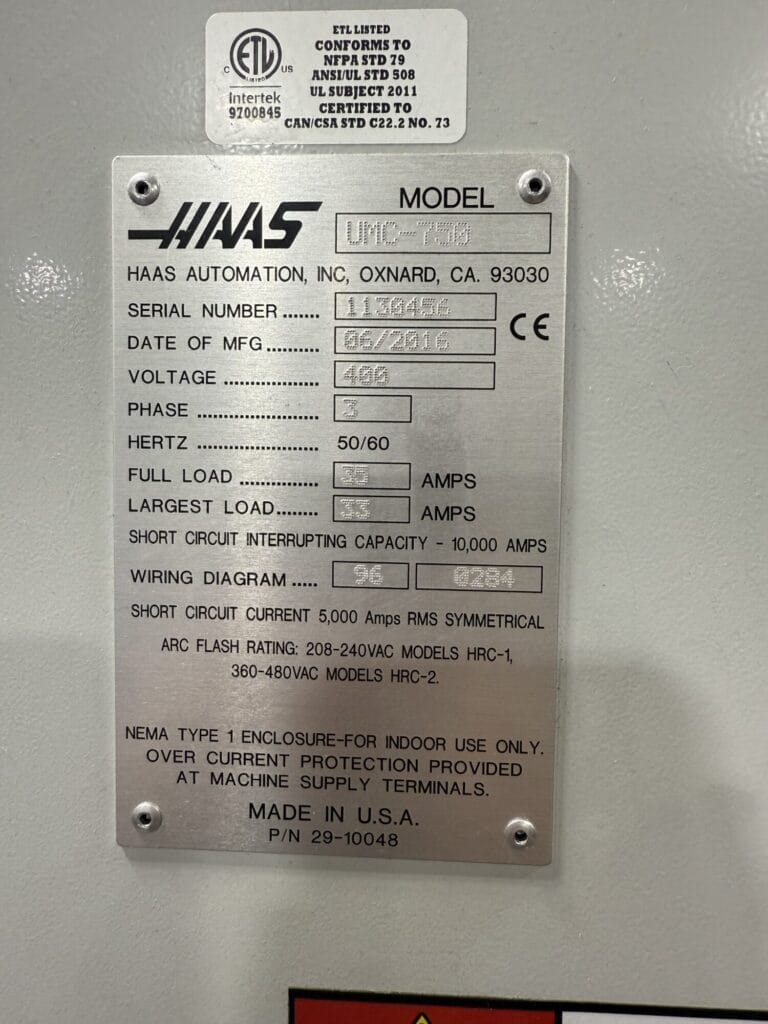 ETL LISTED
CONFORMS TO
NFPA STD 79
ANSI/UL STD 508
UL SUBJECT 2011
CERTIFIED TO
CAN/CSA STD C22.2 NO. 73
C ETL US
LISTED
Intertek
9700845
MODEL
HAAS UMC-750
HAAS AUTOMATION, INC, OXNARD, CA. 93030
SERIAL NUMBER ....... 1130456
CE
DATE OF MFG .......... 06/2016
VOLTAGE .................. 400
PHASE ....................... 3
HERTZ ....................... 50/60
FULL LOAD ............... 35 AMPS
LARGEST LOAD........ 33 AMPS
SHORT CIRCUIT INTERRUPTING CAPACITY - 10,000 AMPS
WIRING DIAGRAM ..... 96 0284
SHORT CIRCUIT CURRENT 5,000 Amps RMS SYMMETRICAL
ARC FLASH RATING: 208-240VAC MODELS HRC-1,
360-480VAC MODELS HRC-2.
NEMA TYPE 1 ENCLOSURE-FOR INDOOR USE ONLY.
OVER CURRENT PROTECTION PROVIDED
AT MACHINE SUPPLY TERMINALS.
MADE IN U.S.A.
P/N 29-10048